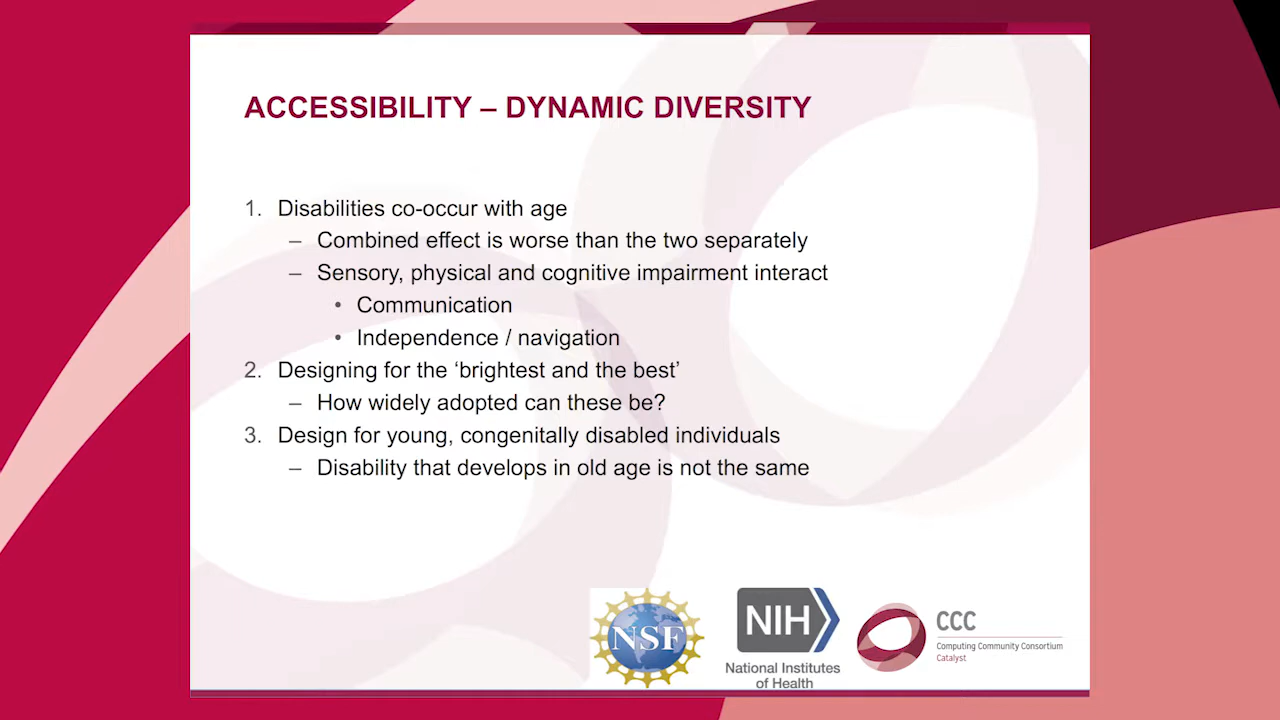 ACCESSIBILITY – DYNAMIC DIVERSITY
1. Disabilities co-occur with age
– Combined effect is worse than the two separately
– Sensory, physical and cognitive impairment interact
• Communication
• Independence / navigation
2. Designing for the ‘brightest and the best’
– How widely adopted can these be?
3. Design for young, congenitally disabled individuals
– Disability that develops in old age is not the same
NSF
NIH
National Institutes
of Health
CCC
Computing Community Consortium
Catalyst